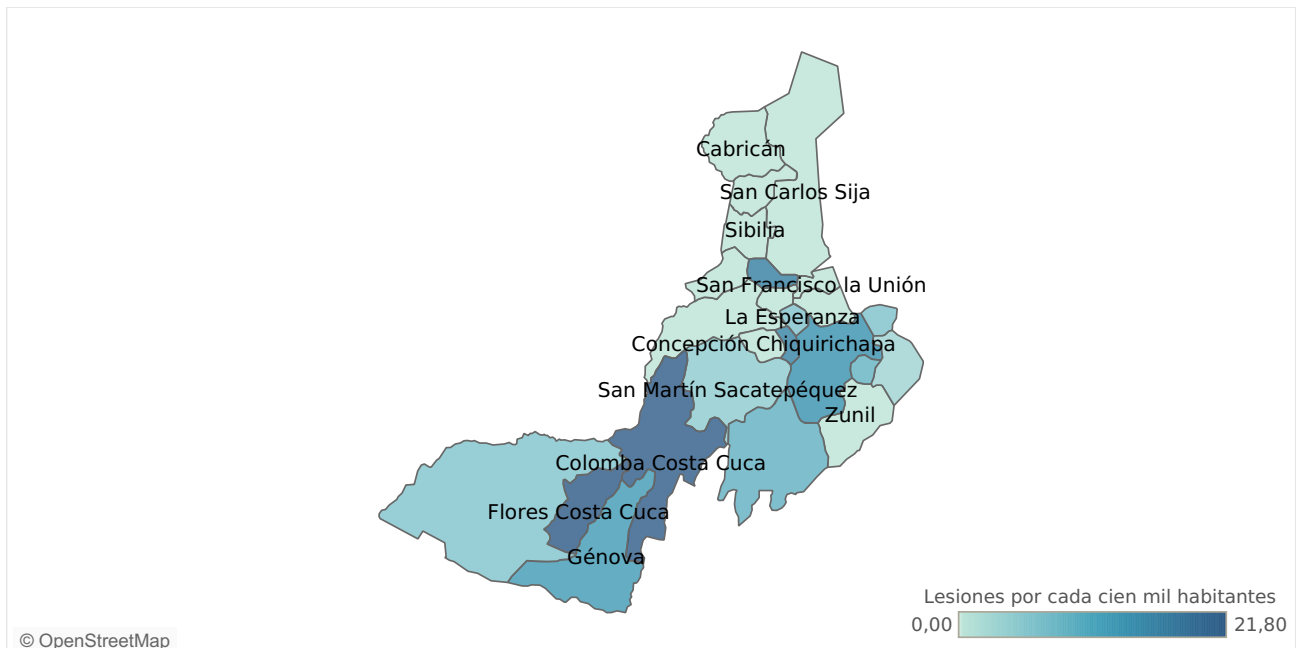 Cabricán
San Carlos Sija
Sibilia
San Francisco la Unión
La Esperanza
Concepción Chiquirichapa
San Martín Sacatepéquez
Zunil
Colomba Costa Cuca
Flores Costa Cuca
Génova
Lesiones por cada cien mil habitantes
0,00 21,80
© OpenStreetMap